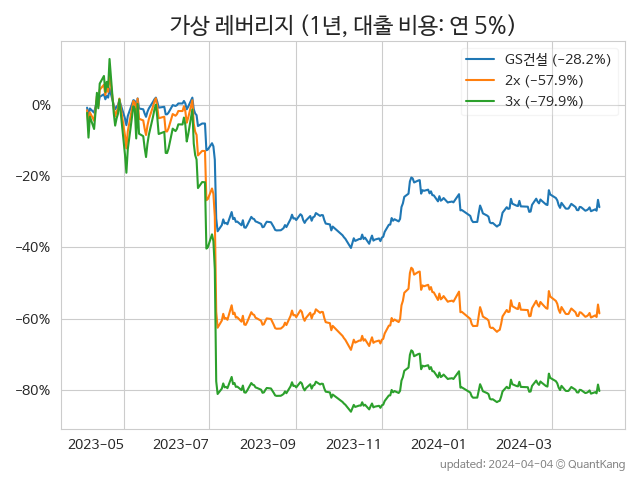 가상 레버리지 (1년, 대출 비용: 연 5%)
GS건설 (−28.2%)
2x (−57.9%)
3x (−79.9%)
0%
−20%
−40%
−60%
−80%
2023-05 2023-07 2023-09 2023-11 2024-01 2024-03
updated: 2024-04-04 © QuantKang